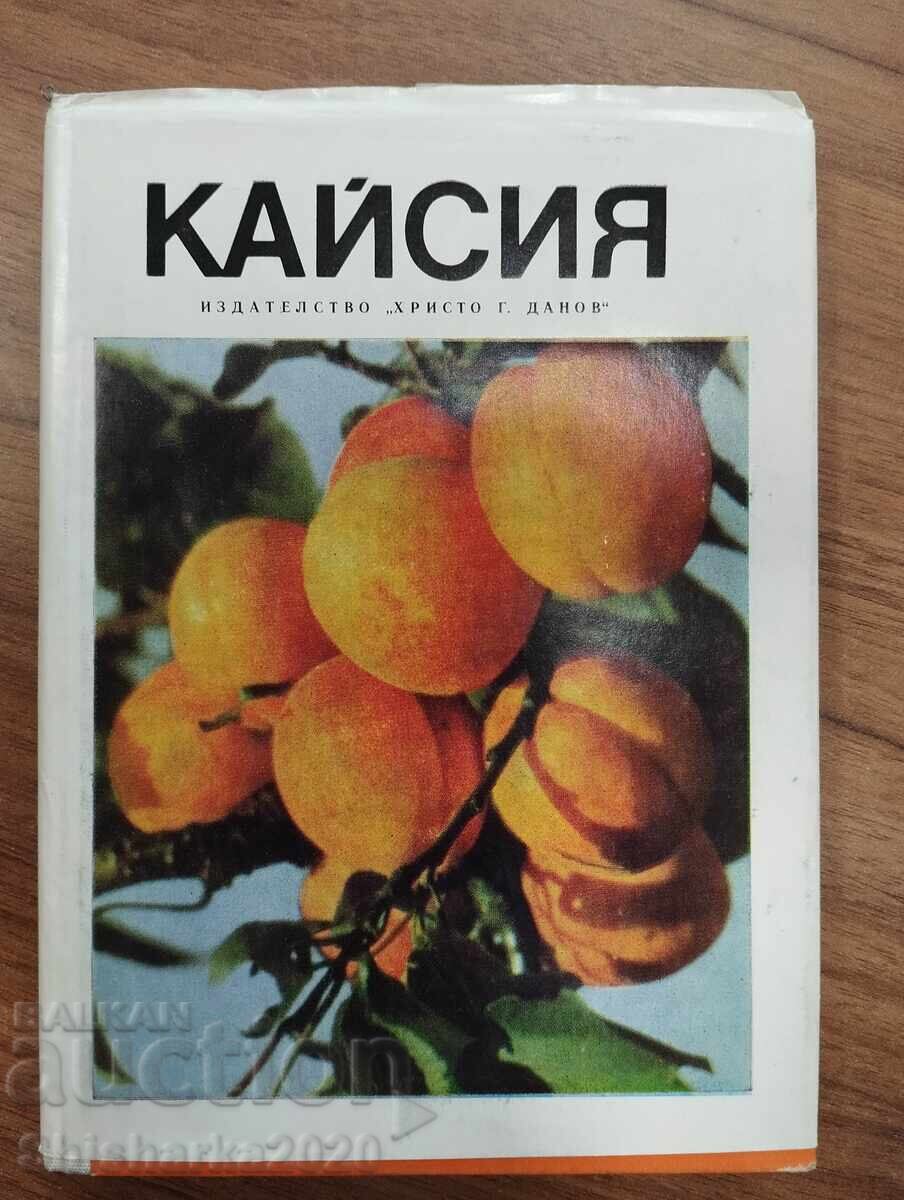 КАЙСИЯ
ИЗДАТЕЛСТВО „ХРИСТО Г. ДАНОВ“
BALKAN
auction
Shisharka2020